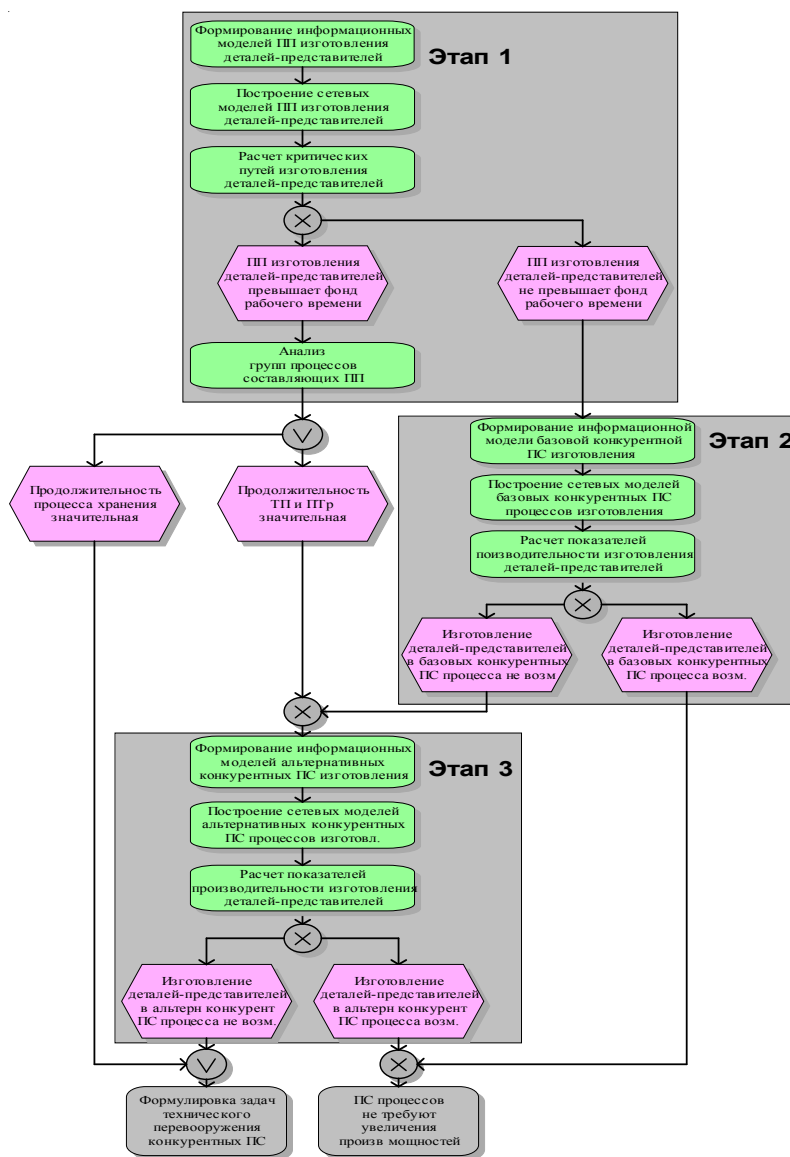 Формирование информационных
моделей ПП изготовления
деталей-представителей
Этап 1
Построение сетевых
моделей ПП изготовления
деталей-представителей
Расчет критических
путей изготовления
деталей-представителей
ПП изготовления
деталей-представителей
превышает фонд
рабочего времени
ПП изготовления
деталей-представителей
не превышает фонд
рабочего времени
Анализ
групп процессов
составляющих ПП
Формирование информационной
модели базовой конкурентной
ПС изготовления
Этап 2
Продолжительность
процесса хранения
значительная
Продолжительность
ТП и ПТр
значительная
Построение сетевых моделей
базовых конкурентных ПС
процессов изготовления
Расчет показателей
поизводительности изготовления
деталей-представителей
Изготовление
деталей-представителей
в базовых конкурентных
ПС процесса не возм
Изготовление
деталей-представителей
в базовых конкурентных
ПС процесса возм.
Формирование информационных
моделей альтернативных
конкурентных ПС изготовления
Этап 3
Построение сетевых моделей
альтернативных конкурентных
ПС процессов изготовл.
Расчет показателей
производительности изготовления
деталей-представителей
Изготовление
деталей-представителей
в альтерн конкурент
ПС процесса не возм.
Изготовление
деталей-представителей
в альтерн конкурент
ПС процесса возм.
Формулировка задач
технического
перевооружения
конкурентных ПС
ПС процессов
не требуют
увеличения
произв мощностей